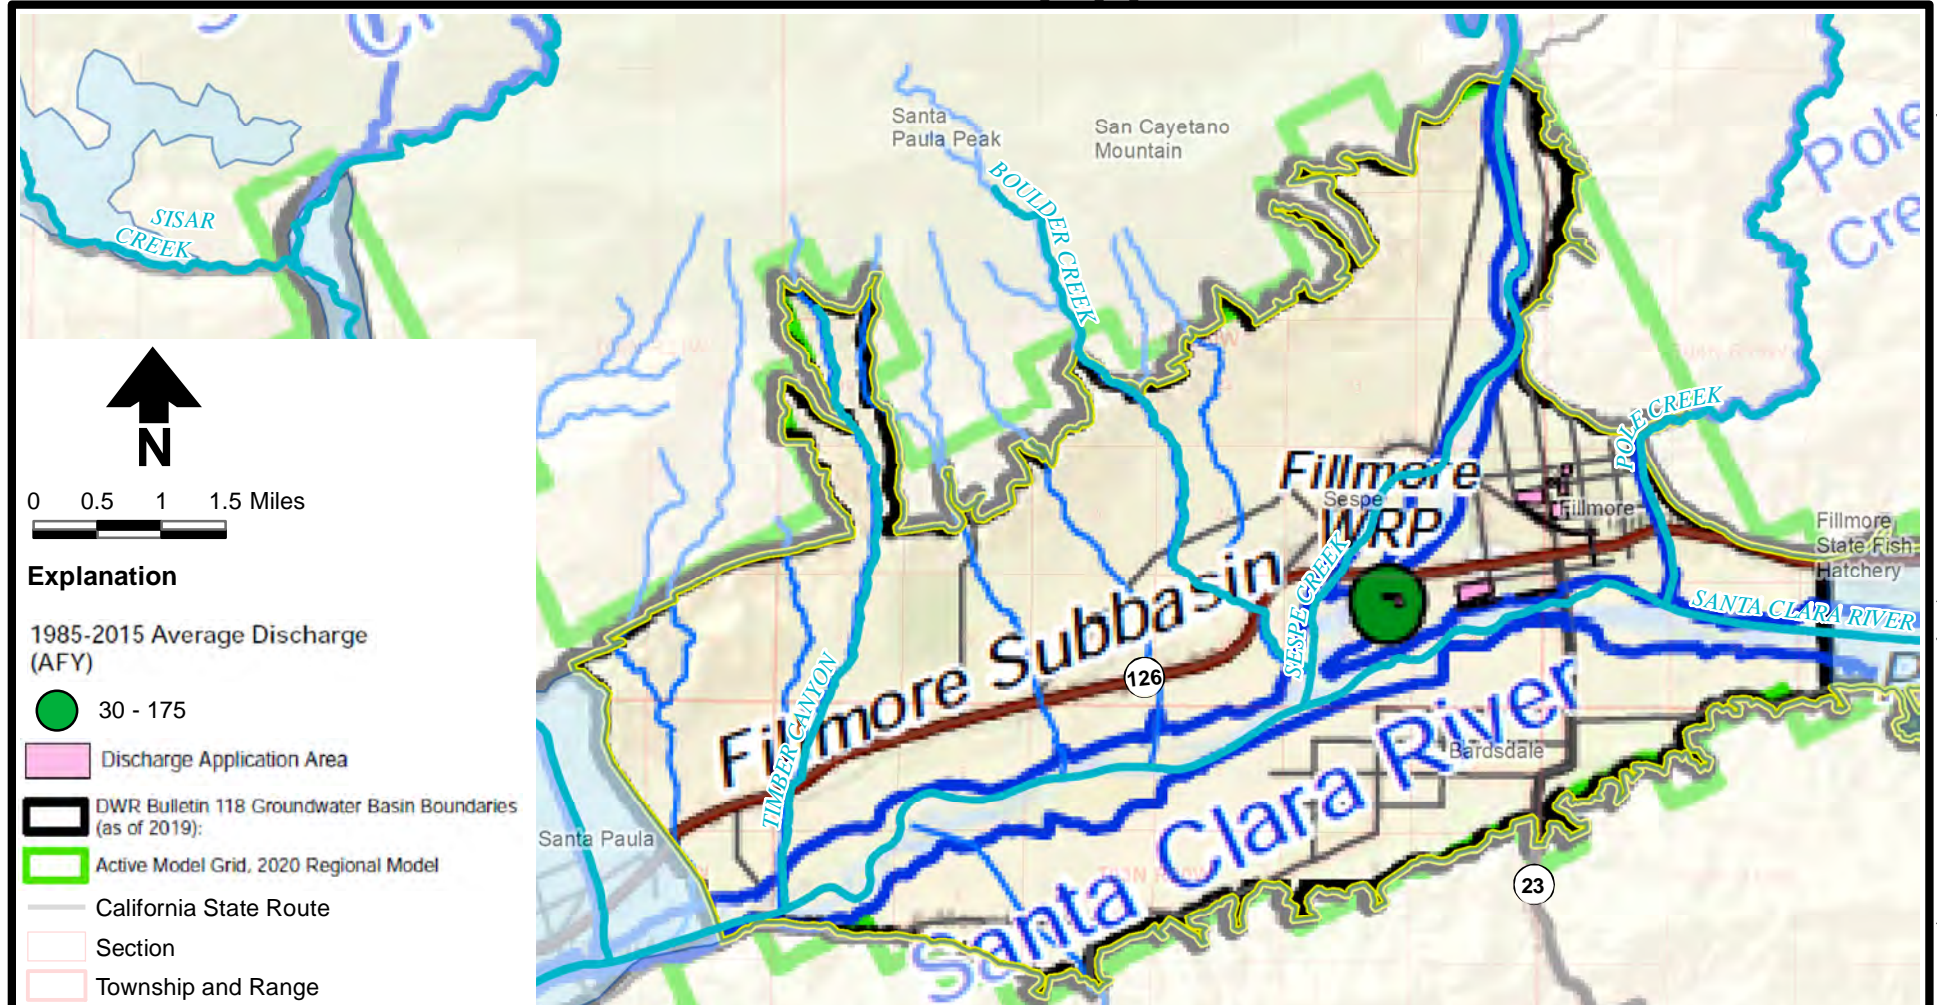 Santa
Paula Peak
San Cayetano
Mountain
Pole
Cre
BOULDER CREEK
SISAR
CREEK
POLE CREEK
N
0 0.5 1 1.5 Miles
Explanation
1985-2015 Average Discharge
(AFY)
30 - 175
Discharge Application Area
DWR Bulletin 118 Groundwater Basin Boundaries
(as of 2019):
Active Model Grid, 2020 Regional Model
California State Route
Section
Township and Range
Fillmore
WRP
Sespe
Fillmore
Fillmore
State Fish
Hatchery
SESPE CREEK
SANTA CLARA RIVER
Fillmore Subbasin
126
TIMBER CANYON
Santa Paula
Bardsdale
Santa Clara River
23